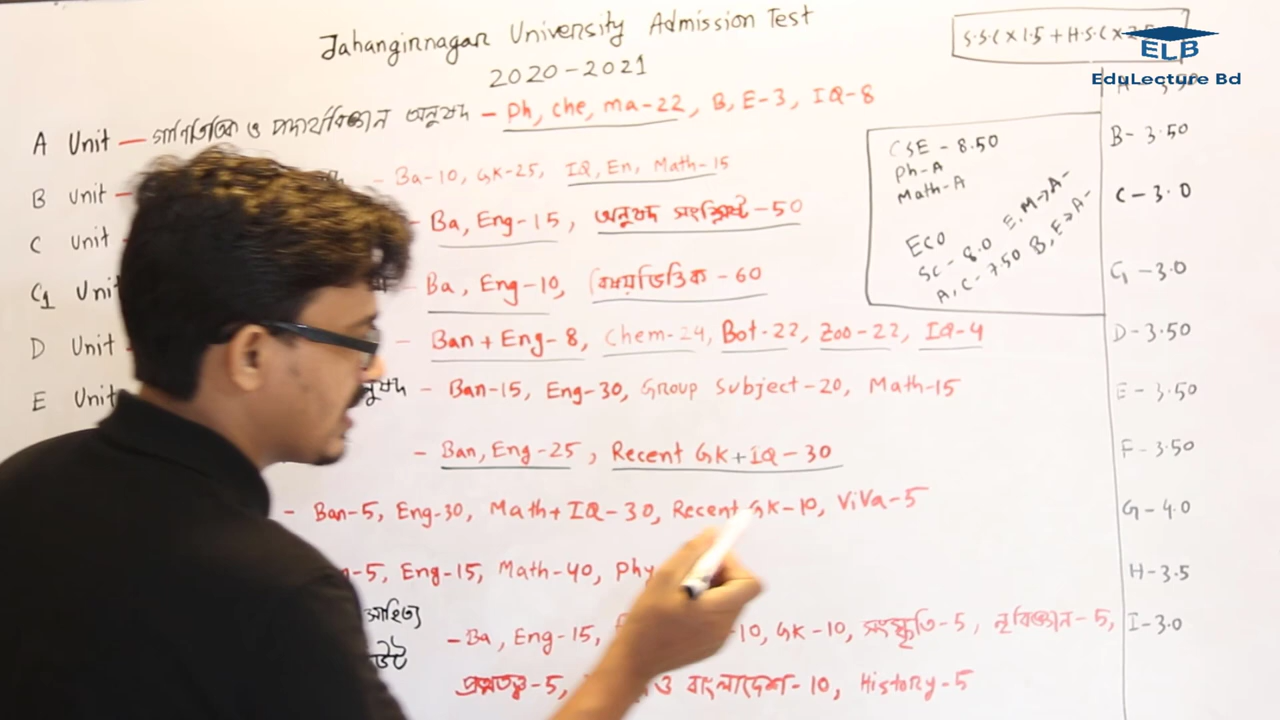 Jahangirnagar University Admission Test
2020-2021
S.S.C X 1.5 + H.S.C X
ELB
EduLecture Bd
A Unit — গাণিতিক ও পদার্থবিজ্ঞান অনুষদ - Ph, che, ma-22, B, E-3, IQ-8
B Unit — - Ba-10, GK-25, IQ, En, Math-15
C Unit - Ba, Eng-15, অনুষদ সংশ্লিষ্ট-50
C1 Unit - Ba, Eng-10, বিষয়ভিত্তিক-60
D Unit - Ban + Eng-8, Chem-24, Bot-22, Zoo-22, IQ-4
E Unit - Ban-15, Eng-30, Group Subject-20, Math-15
- Ban, Eng-25, Recent GK+IQ-30
- Ban-5, Eng-30, Math+IQ-30, Recent GK-10, ViVa-5
-5, Eng-15, Math-40, Phy
সাহিত্য
-Ba, Eng-15, -10, GK-10, সংস্কৃতি-5, নৃবিজ্ঞান-5,
প্রত্নতত্ত্ব-5, ও বাংলাদেশ-10, History-5
CSE - 8.50
Ph-A
Math-A
Eco
SC - 8.0 E,M→A-
A, C-7.50 B,E→A-
B- 3.50
C-3.0
G-3.0
D-3.50
E-3.50
F-3.50
G-4.0
H-3.5
I-3.0